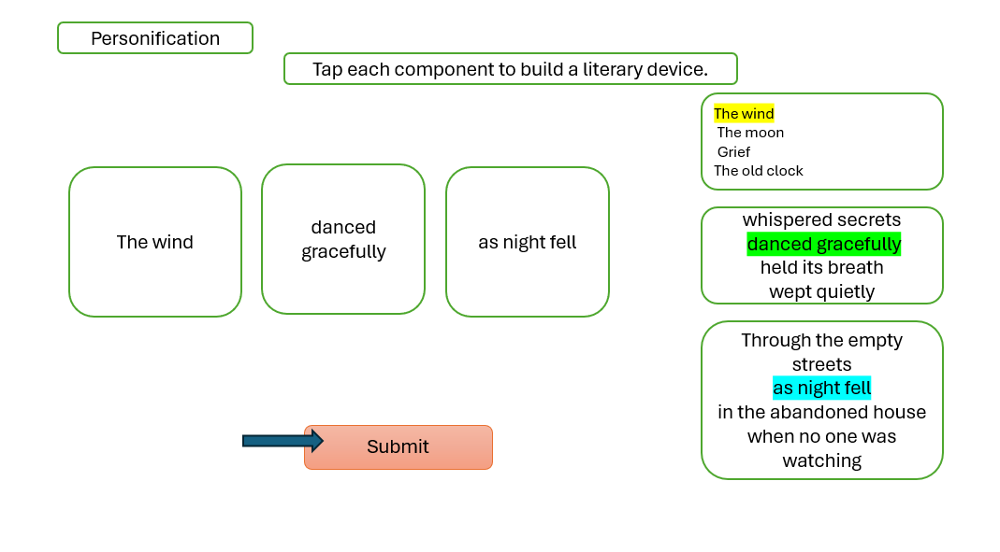 Personification
Tap each component to build a literary device.
The wind
danced
gracefully
as night fell
The wind
The moon
Grief
The old clock
whispered secrets
danced gracefully
held its breath
wept quietly
Through the empty
streets
as night fell
in the abandoned house
when no one was
watching
Submit